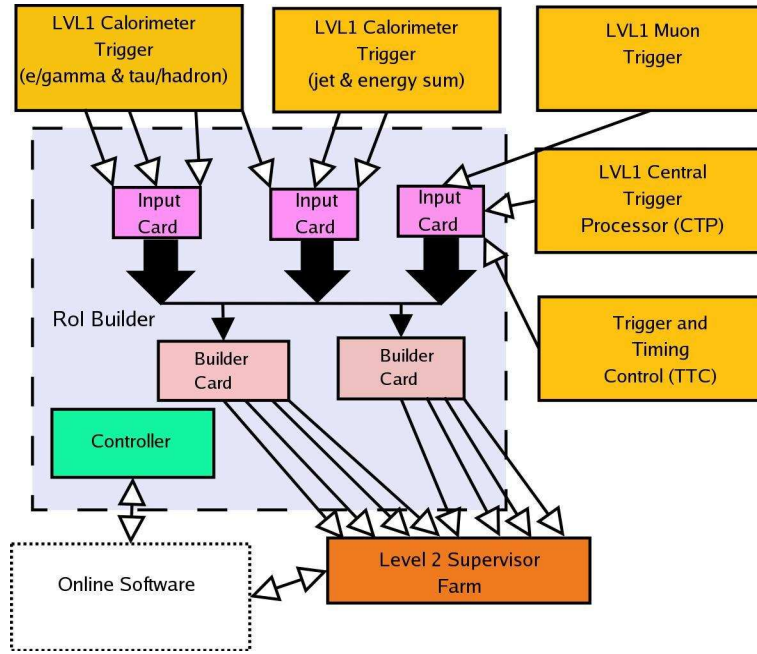 LVL1 Calorimeter
Trigger
(e/gamma & tau/hadron)
LVL1 Calorimeter
Trigger
(jet & energy sum)
LVL1 Muon
Trigger
Input
Card
Input
Card
Input
Card
LVL1 Central
Trigger
Processor (CTP)
RoI Builder
Builder
Card
Builder
Card
Trigger and
Timing
Control (TTC)
Controller
Online Software
Level 2 Supervisor
Farm